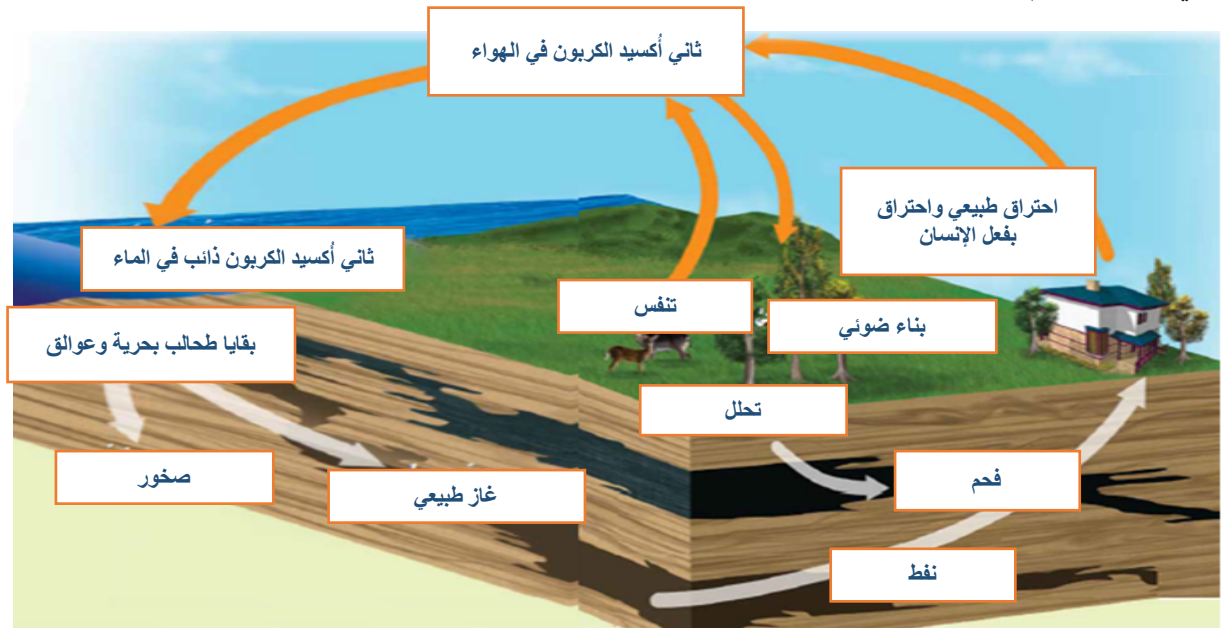 ثاني أُكسيد الكربون في الهواء
احتراق طبيعي واحتراق
بفعل الإنسان
ثاني أُكسيد الكربون ذائب في الماء
تنفس
بناء ضوئي
بقايا طحالب بحرية وعوالق
تحلل
صخور
غاز طبيعي
فحم
نفط